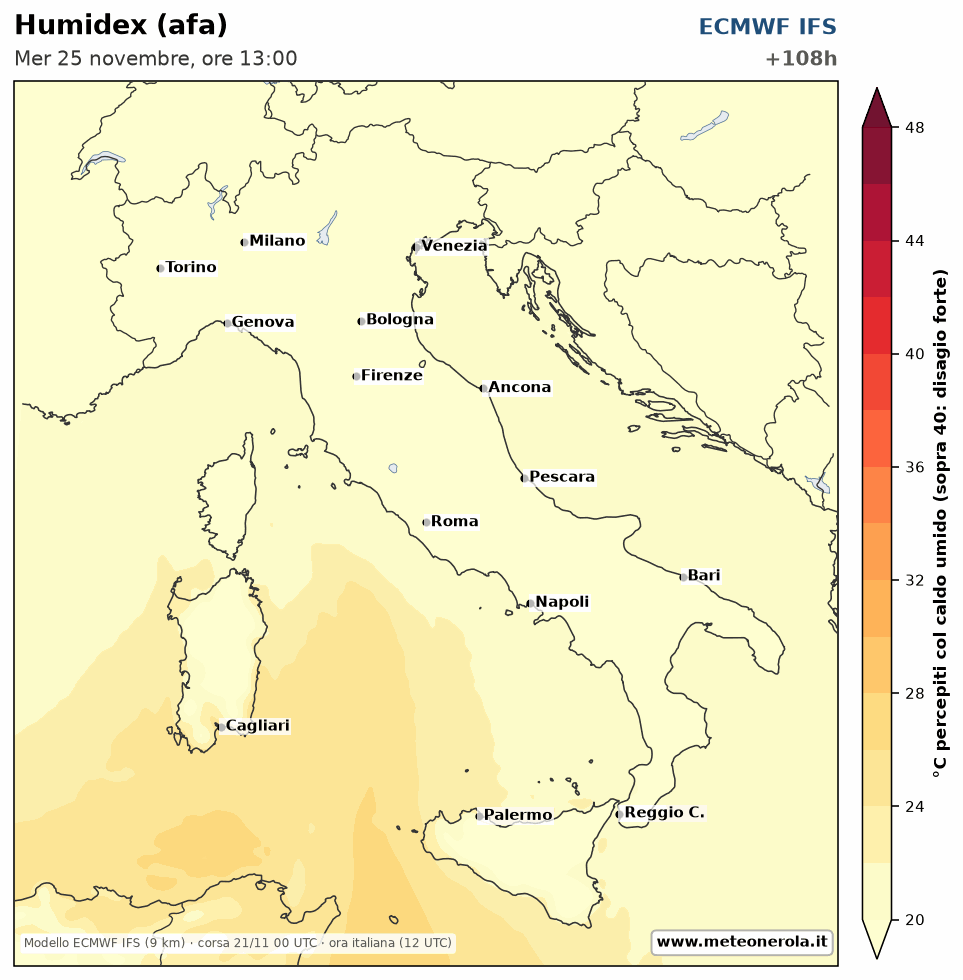 Humidex (afa)
ECMWF IFS
Mer 25 novembre, ore 13:00
+108h
Milano
Venezia
Torino
Genova
Bologna
Firenze
Ancona
Pescara
Roma
Bari
Napoli
Cagliari
Palermo
Reggio C.
48
44
40
36
32
28
24
20
°C percepiti col caldo umido (sopra 40: disagio forte)
Modello ECMWF IFS (9 km) · corsa 21/11 00 UTC · ora italiana (12 UTC)
www.meteonerola.it